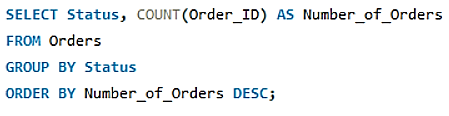 SELECT Status, COUNT(Order_ID) AS Number_of_Orders
FROM Orders
GROUP BY Status
ORDER BY Number_of_Orders DESC;